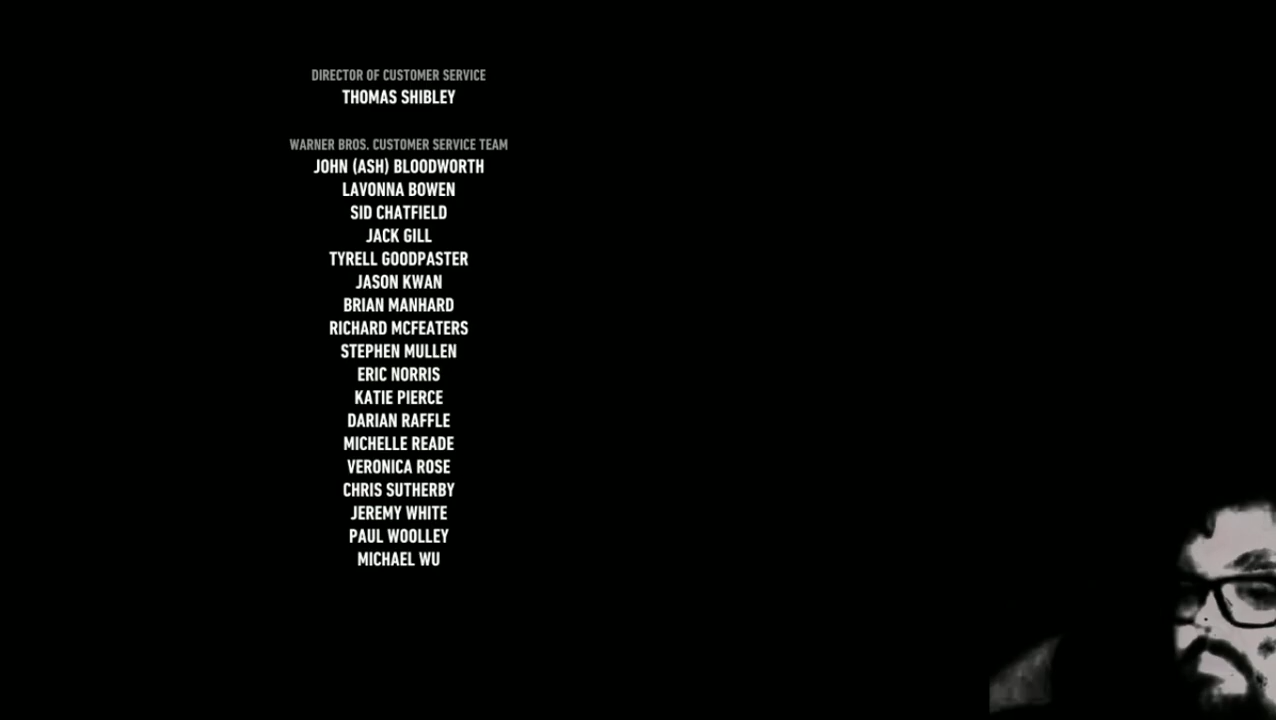 DIRECTOR OF CUSTOMER SERVICE
THOMAS SHIBLEY
WARNER BROS. CUSTOMER SERVICE TEAM
JOHN (ASH) BLOODWORTH
LAVONNA BOWEN
SID CHATFIELD
JACK GILL
TYRELL GOODPASTER
JASON KWAN
BRIAN MANHARD
RICHARD MCFEATERS
STEPHEN MULLEN
ERIC NORRIS
KATIE PIERCE
DARIAN RAFFLE
MICHELLE READE
VERONICA ROSE
CHRIS SUTHERBY
JEREMY WHITE
PAUL WOOLLEY
MICHAEL WU